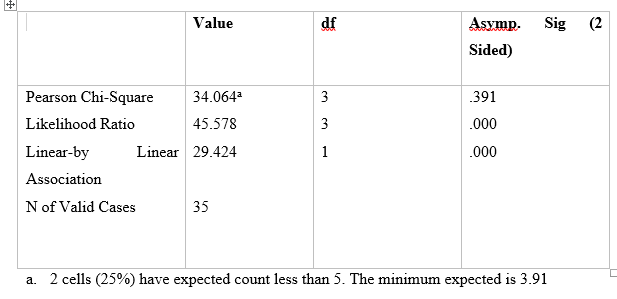 Value df Asymp. Sig (2
Sided)
Pearson Chi-Square 34.064ª 3 .391
Likelihood Ratio 45.578 3 .000
Linear-by Linear 29.424 1 .000
Association
N of Valid Cases 35
a. 2 cells (25%) have expected count less than 5. The minimum expected is 3.91